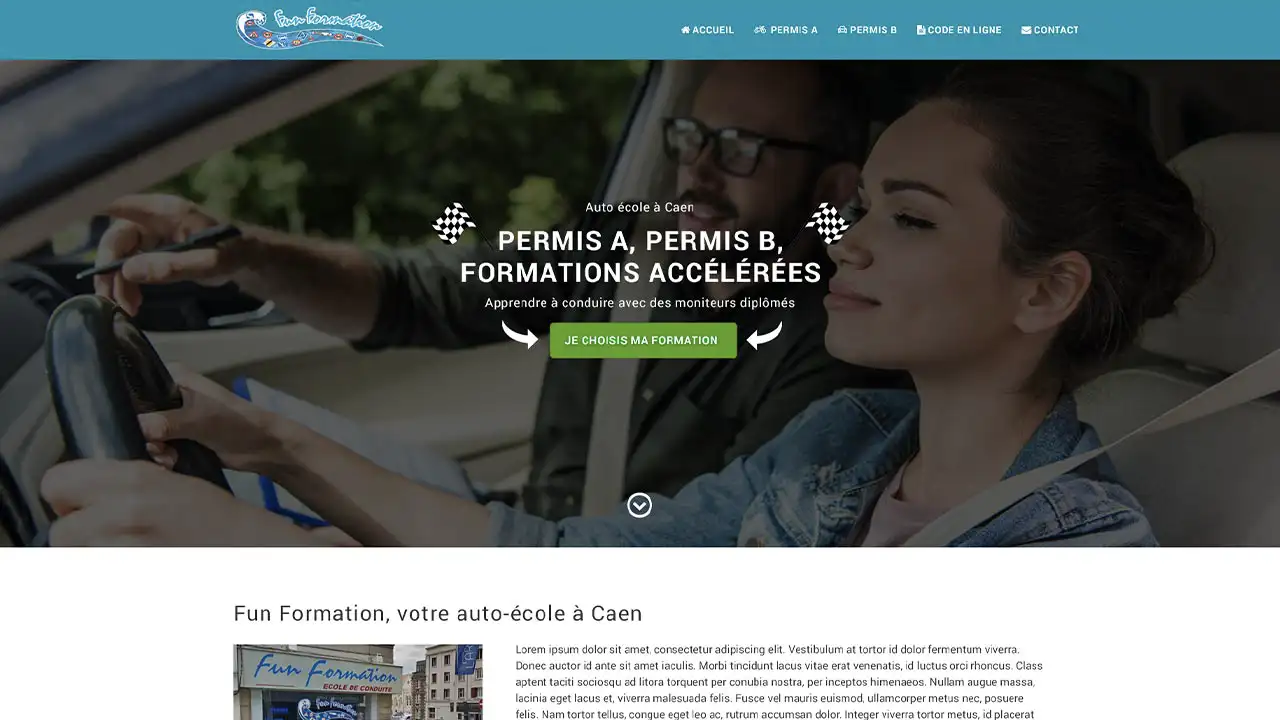 Fun Formation
ACCUEIL
PERMIS A
PERMIS B
CODE EN LIGNE
CONTACT
Auto école à Caen
PERMIS A, PERMIS B,
FORMATIONS ACCÉLÉRÉES
Apprendre à conduire avec des moniteurs diplômés
JE CHOISIS MA FORMATION
Fun Formation, votre auto-école à Caen
Fun Formation
ECOLE DE CONDUITE
Fun Formation
Lorem ipsum dolor sit amet, consectetur adipiscing elit. Vestibulum at tortor id dolor fermentum viverra.
Donec auctor id ante sit amet iaculis. Morbi tincidunt lacus vitae erat venenatis, id luctus orci rhoncus. Class
aptent taciti sociosqu ad litora torquent per conubia nostra, per inceptos himenaeos. Nullam augue massa,
lacinia eget lacus et, viverra malesuada felis. Fusce vel mauris euismod, ullamcorper metus nec, posuere
felis. Nam tortor tellus, congue eget leo ac, rutrum accumsan dolor. Integer viverra tortor metus, id placerat